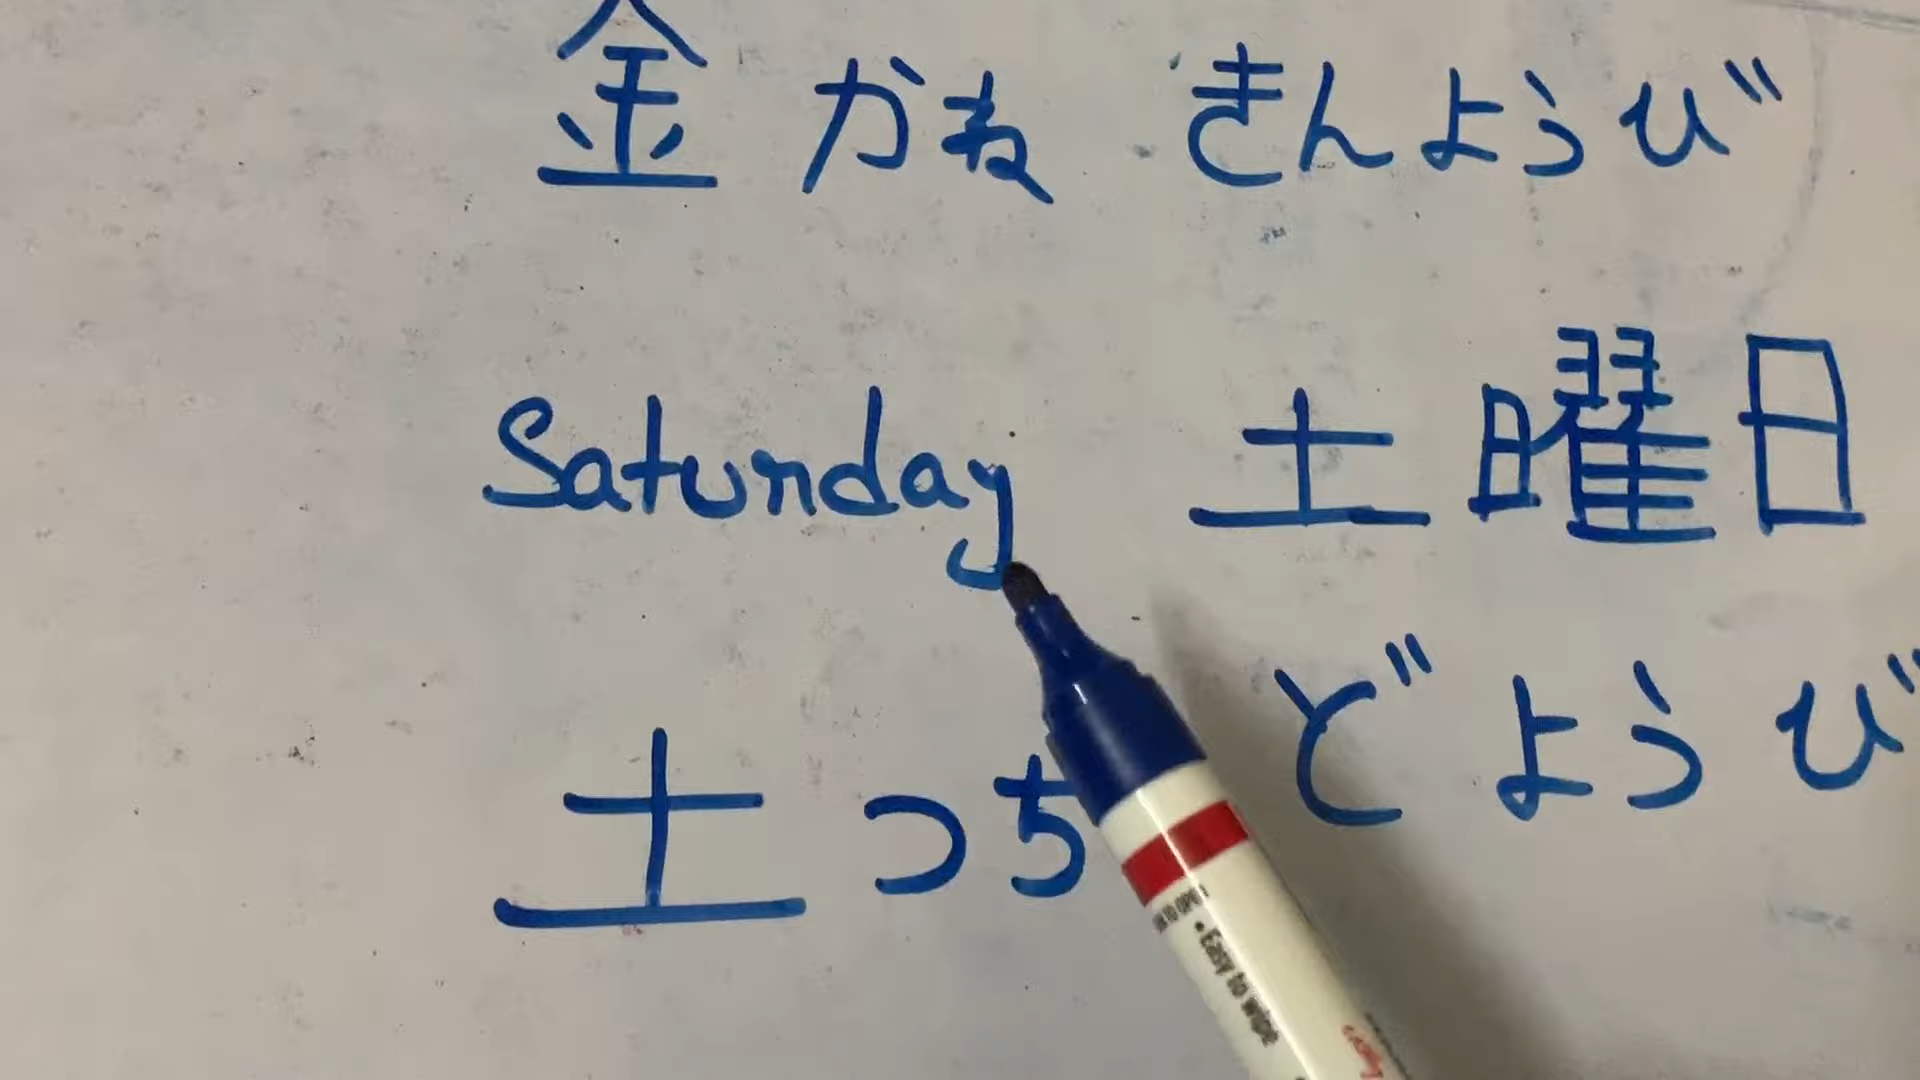 金 かね きんようび
Saturday 土曜日
どようび
土 つち
Easy to wipe